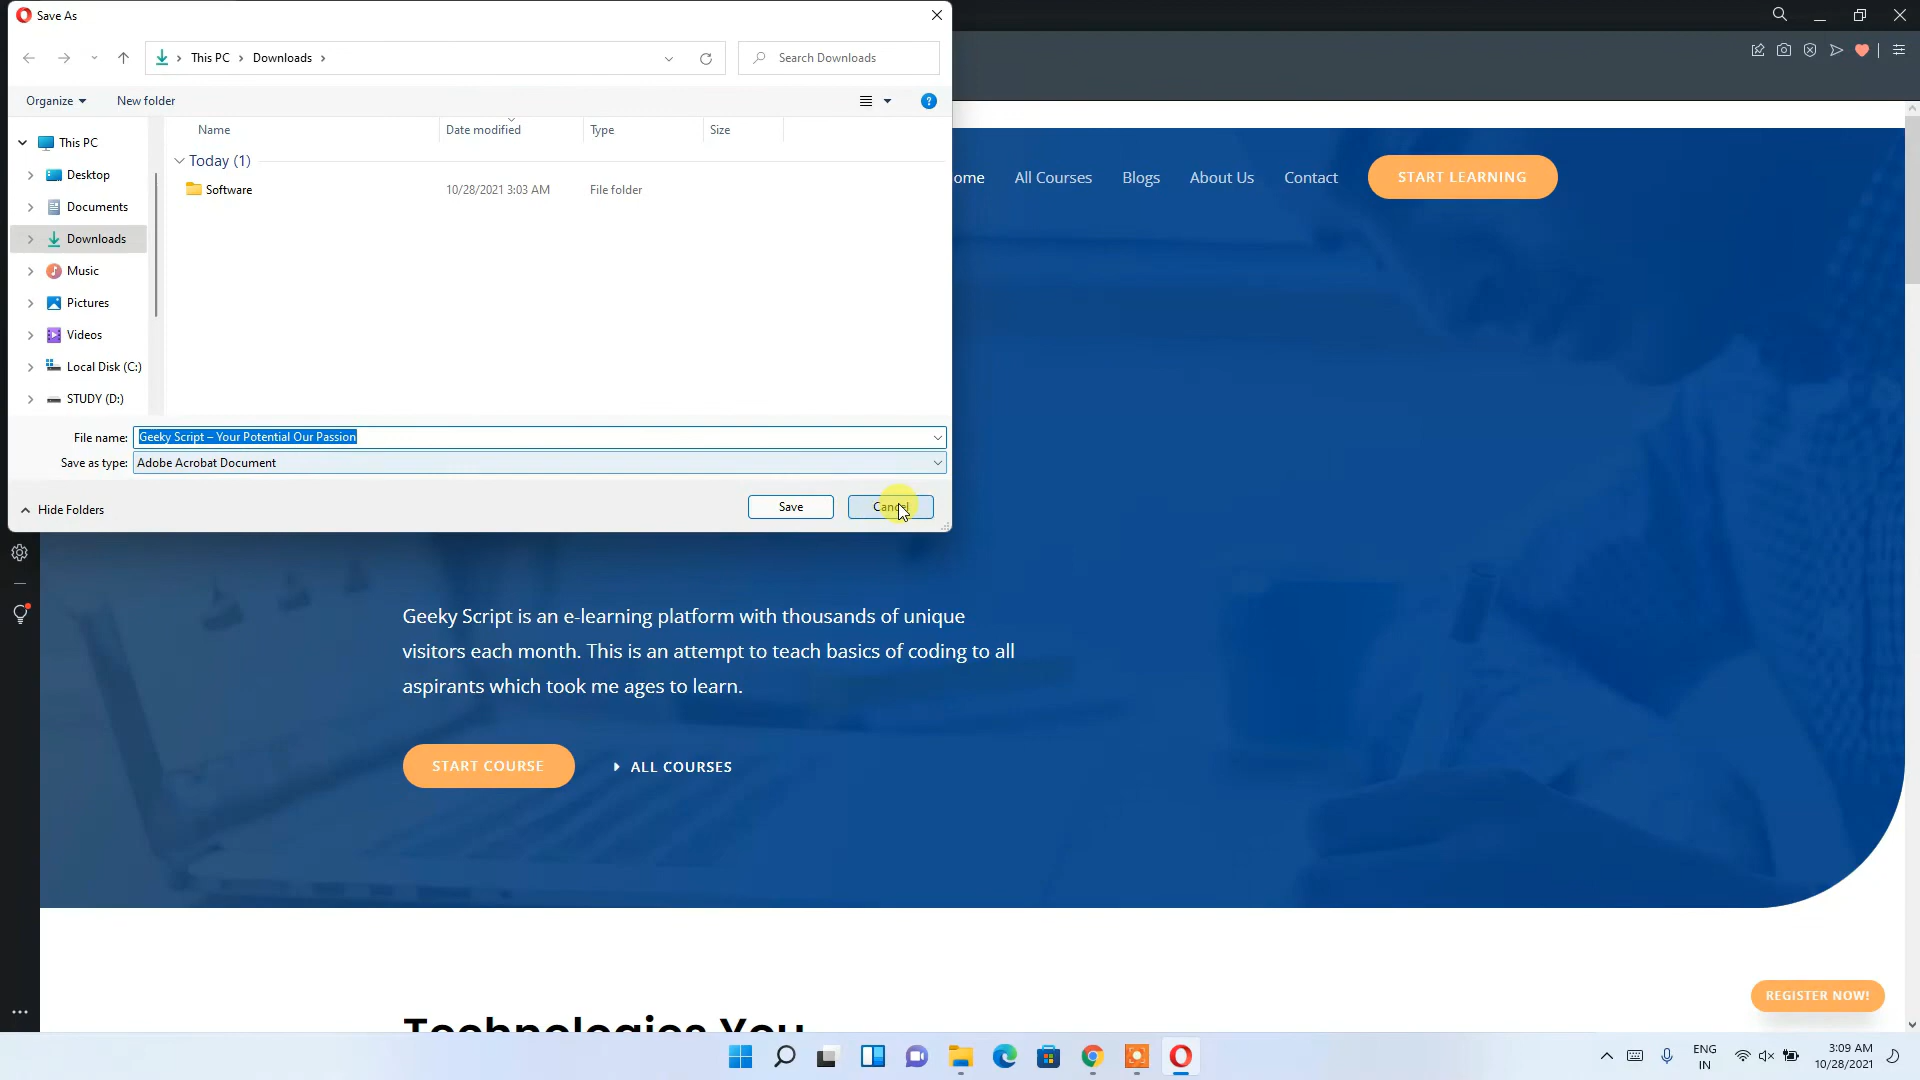 Save As
This PC
Downloads
Search Downloads
Organize
New folder
?
Name
Date modified
Type
Size
This PC
Today (1)
Desktop
Software
10/28/2021 3:03 AM
File folder
Documents
Downloads
Music
Pictures
Videos
Local Disk (C:)
STUDY (D:)
File name:
Geeky Script – Your Potential Our Passion
Save as type:
Adobe Acrobat Document
Hide Folders
Save
Cancel
ome
All Courses
Blogs
About Us
Contact
START LEARNING
Geeky Script is an e-learning platform with thousands of unique
visitors each month. This is an attempt to teach basics of coding to all
aspirants which took me ages to learn.
START COURSE
ALL COURSES
Technologies You
REGISTER NOW!
ENG
IN
3:09 AM
10/28/2021